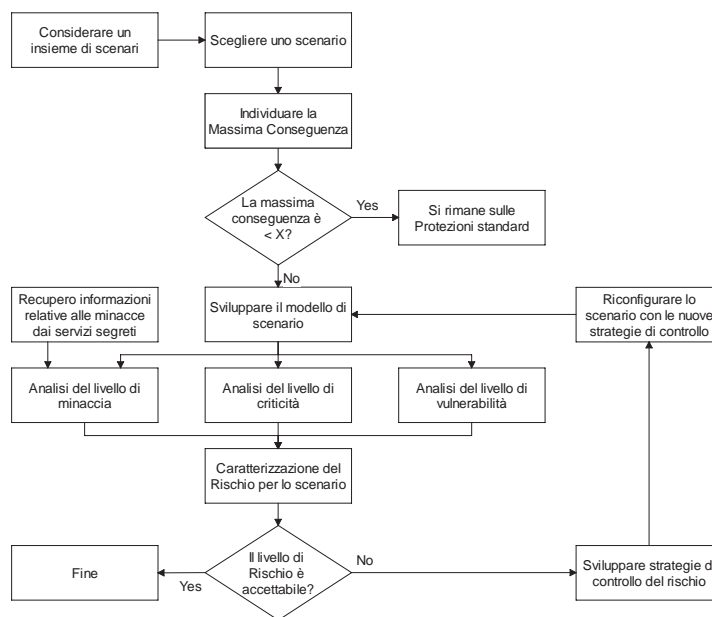 Considerare un
insieme di scenari
Scegliere uno scenario
Individuare la
Massima Conseguenza
La massima
conseguenza è
< X?
Yes
Si rimane sulle
Protezioni standard
No
Recupero informazioni
relative alle minacce
dai servizi segreti
Sviluppare il modello di
scenario
Riconfigurare lo
scenario con le nuove
strategie di controllo
Analisi del livello di
minaccia
Analisi del livello di
criticità
Analisi del livello di
vulnerabilità
Caratterizzazione del
Rischio per lo scenario
Il livello di
Rischio è
accettabile?
Yes
Fine
No
Sviluppare strategie d
controllo del rischio